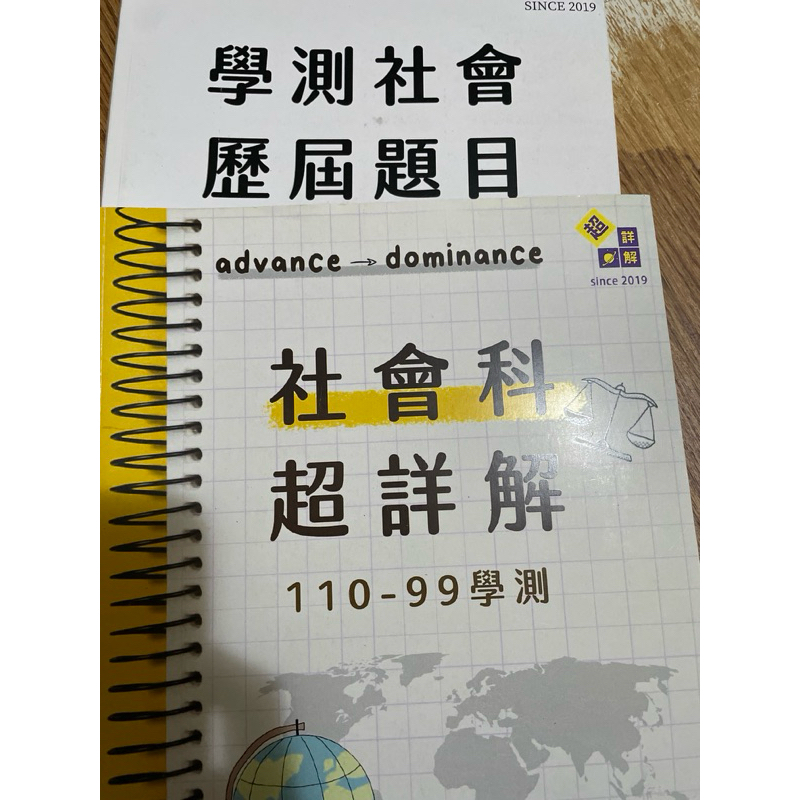 SINCE 2019
學測社會
歷屆題目
advance → dominance
超詳解
since 2019
社會科
超詳解
110-99學測